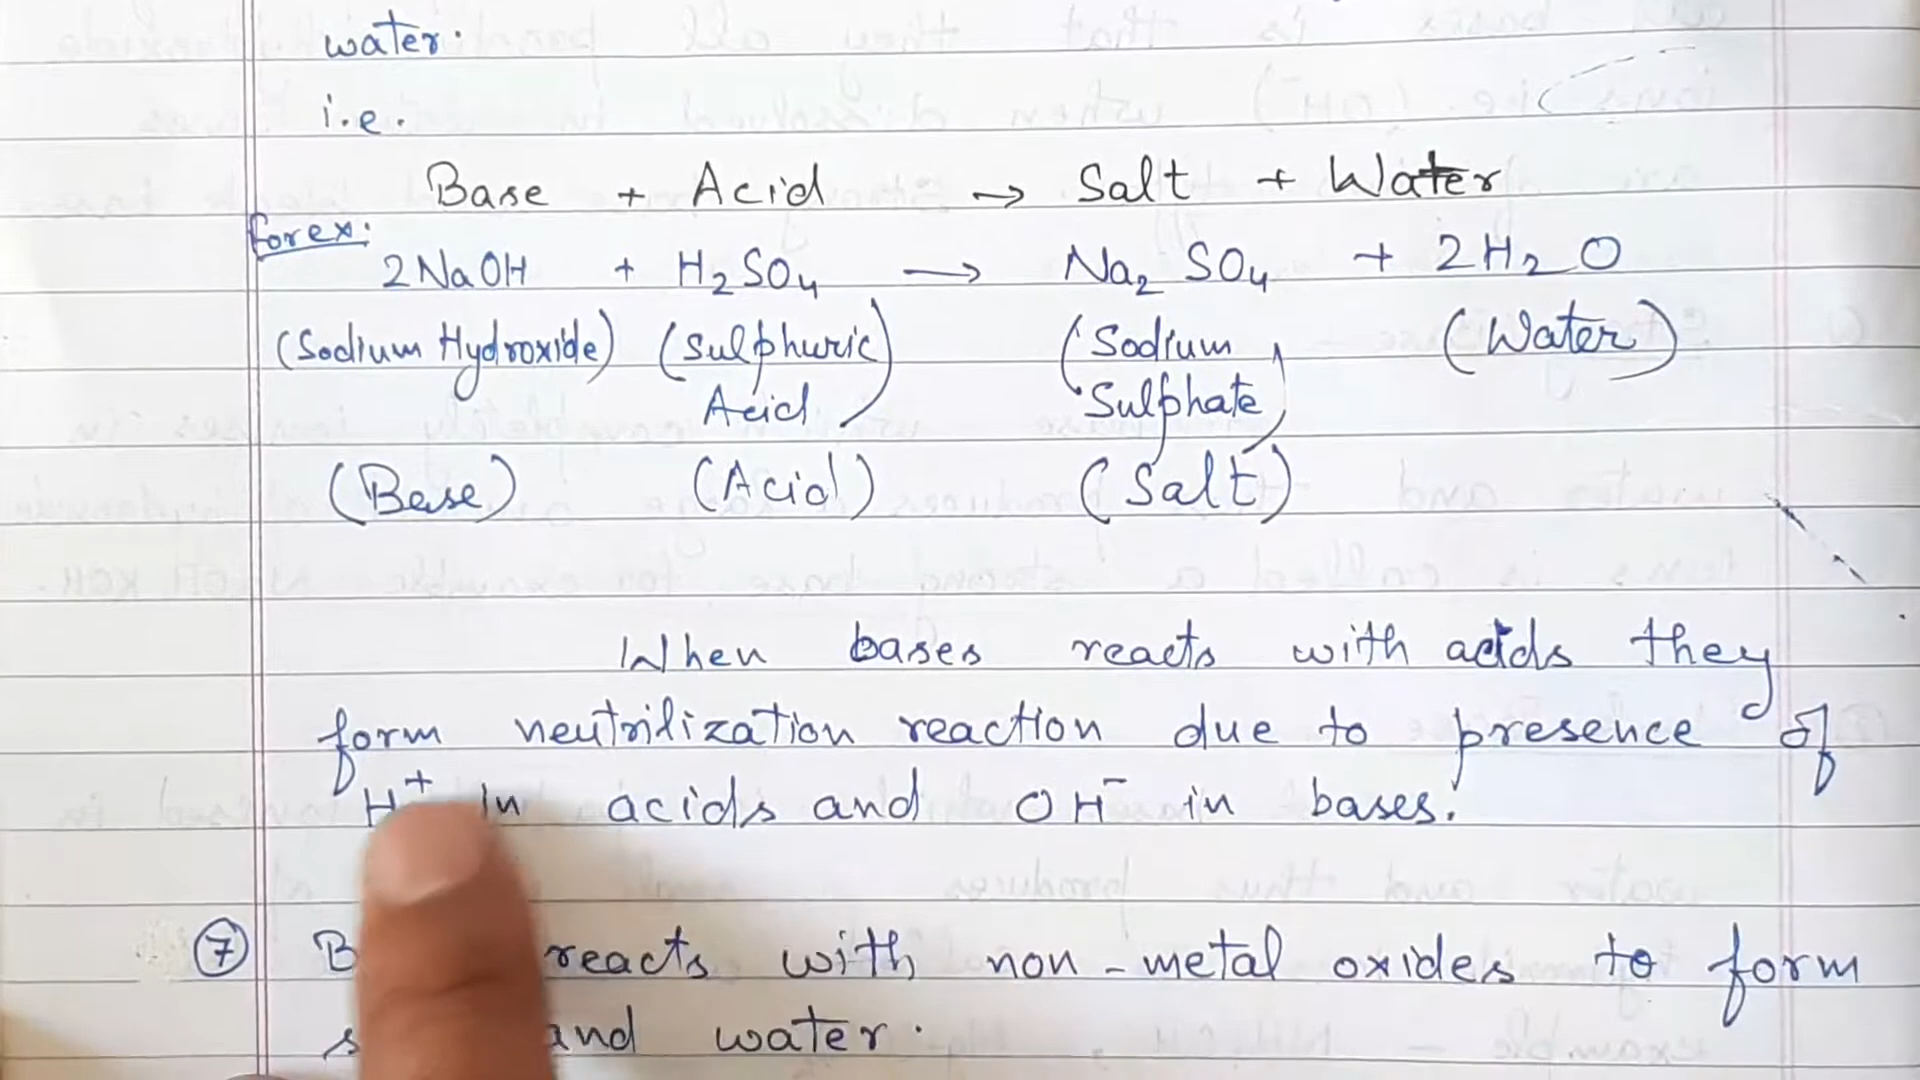 water.
i.e.
Base + Acid → Salt + Water
for ex:
2NaOH + H₂SO₄ → Na₂SO₄ + 2H₂O
(Sodium Hydroxide) (Sulphuric Acid) (Sodium Sulphate) (Water)
(Base) (Acid) (Salt)
When bases reacts with acids they
form neutrilization reaction due to presence of
H⁺ in acids and OH⁻ in bases.
⑦ reacts with non-metal oxides to form
and water.